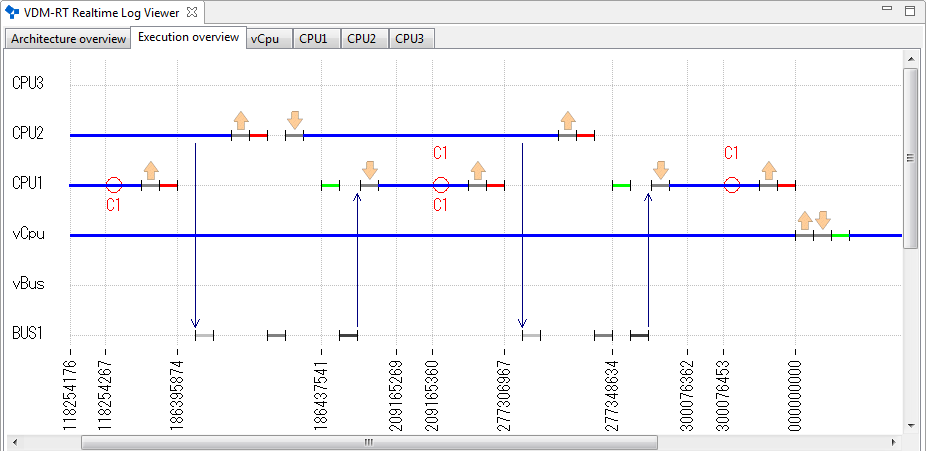 VDM-RT Realtime Log Viewer
Architecture overview Execution overview vCpu CPU1 CPU2 CPU3
CPU3
CPU2
C1 C1
CPU1
C1 C1
vCpu
vBus
BUS1
118254176 118254267 186395874 186437541 209165269 209165360 277306967 277348634 300076362 300076453 000000000